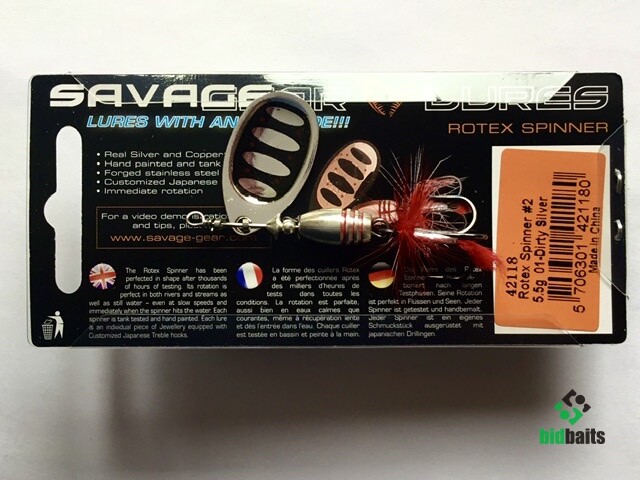 SAVAGE GEAR LURES
LURES WITH AN
DE!!!
ROTEX SPINNER
• Real Silver and Copper
• Hand painted and tank
• Forged stainless steel
• Customized Japanese
• Immediate rotation
For a video demonstration
and tips,
www.savage-gear.
The Rotex Spinner has been
perfected in shape after thousands
of hours of testing. Its rotation is
perfect in both rivers and streams as
well as still water – even at slow speeds and
immediately when the spinner hits the water. Each
spinner is tank tested and hand painted. Each lure
is an individual piece of Jewellery equipped with
Customized Japanese Treble hooks.
La forme des cuillers Rotex
a été perfectionnée après
des milliers d'heures de
tests dans toutes les
conditions. La rotation est parfaite,
aussi bien en eaux calmes que
courantes, même à récupération lente
et dès l'entrée dans l'eau. Chaque cuiller
est testée en bassin et peinte à la main.
Testphasen. Seine Rotation
ist perfekt in Flüssen und Seen. Jeder
Spinner ist getestet und handbemalt.
Jeder Spinner ist ein eigenes
Schmuckstück ausgerüstet mit
japanischen Drillingen.
42118
Rotex Spinner #2
5.5g 01-Dirty Silver
5 706301 421180
Made in China
bidbaits